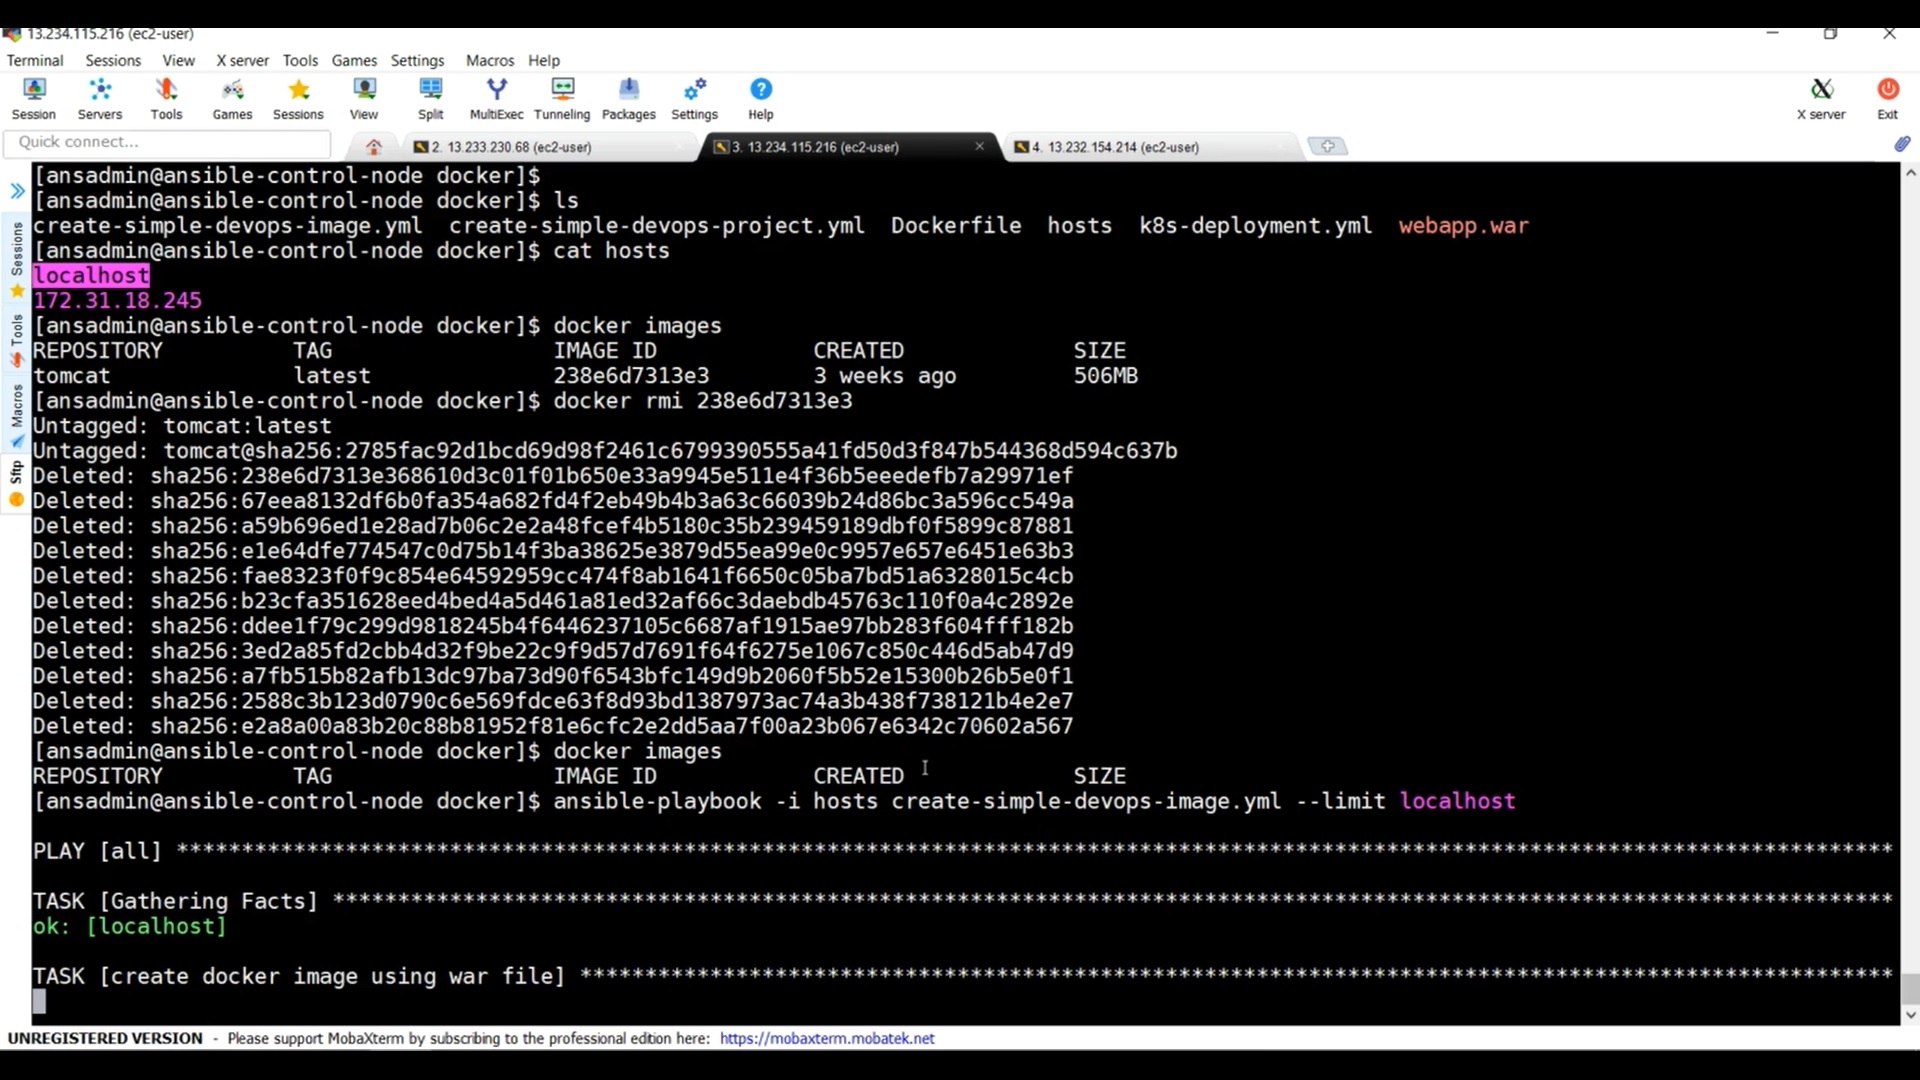 13.234.115.216 (ec2-user)
Terminal Sessions View X server Tools Games Settings Macros Help
Session Servers Tools Games Sessions View Split MultiExec Tunneling Packages Settings Help X server Exit
Quick connect...
2. 13.233.230.68 (ec2-user)
3. 13.234.115.216 (ec2-user)
4. 13.232.154.214 (ec2-user)
Sessions
Tools
Macros
Sftp
[ansadmin@ansible-control-node docker]$
[ansadmin@ansible-control-node docker]$ ls
create-simple-devops-image.yml create-simple-devops-project.yml Dockerfile hosts k8s-deployment.yml webapp.war
[ansadmin@ansible-control-node docker]$ cat hosts
localhost
172.31.18.245
[ansadmin@ansible-control-node docker]$ docker images
REPOSITORY TAG IMAGE ID CREATED SIZE
tomcat latest 238e6d7313e3 3 weeks ago 506MB
[ansadmin@ansible-control-node docker]$ docker rmi 238e6d7313e3
Untagged: tomcat:latest
Untagged: tomcat@sha256:2785fac92d1bcd69d98f2461c6799390555a41fd50d3f847b544368d594c637b
Deleted: sha256:238e6d7313e368610d3c01f01b650e33a9945e511e4f36b5eeedefb7a29971ef
Deleted: sha256:67eea8132df6b0fa354a682fd4f2eb49b4b3a63c66039b24d86bc3a596cc549a
Deleted: sha256:a59b696ed1e28ad7b06c2e2a48fcef4b5180c35b239459189dbf0f5899c87881
Deleted: sha256:e1e64dfe774547c0d75b14f3ba38625e3879d55ea99e0c9957e657e6451e63b3
Deleted: sha256:fae8323f0f9c854e64592959cc474f8ab1641f6650c05ba7bd51a6328015c4cb
Deleted: sha256:b23cfa351628eed4bed4a5d461a81ed32af66c3daebdb45763c110f0a4c2892e
Deleted: sha256:ddee1f79c299d9818245b4f6446237105c6687af1915ae97bb283f604fff182b
Deleted: sha256:3ed2a85fd2cbb4d32f9be22c9f9d57d7691f64f6275e1067c850c446d5ab47d9
Deleted: sha256:a7fb515b82afb13dc97ba73d90f6543bfc149d9b2060f5b52e15300b26b5e0f1
Deleted: sha256:2588c3b123d0790c6e569fdce63f8d93bd1387973ac74a3b438f738121b4e2e7
Deleted: sha256:e2a8a00a83b20c88b81952f81e6cfc2e2dd5aa7f00a23b067e6342c70602a567
[ansadmin@ansible-control-node docker]$ docker images
REPOSITORY TAG IMAGE ID CREATED SIZE
[ansadmin@ansible-control-node docker]$ ansible-playbook -i hosts create-simple-devops-image.yml --limit localhost
PLAY [all] ************************************************************************************************************************************
TASK [Gathering Facts] ************************************************************************************************************************
ok: [localhost]
TASK [create docker image using war file] *****************************************************************************************************
UNREGISTERED VERSION - Please support MobaXterm by subscribing to the professional edition here: https://mobaxterm.mobatek.net